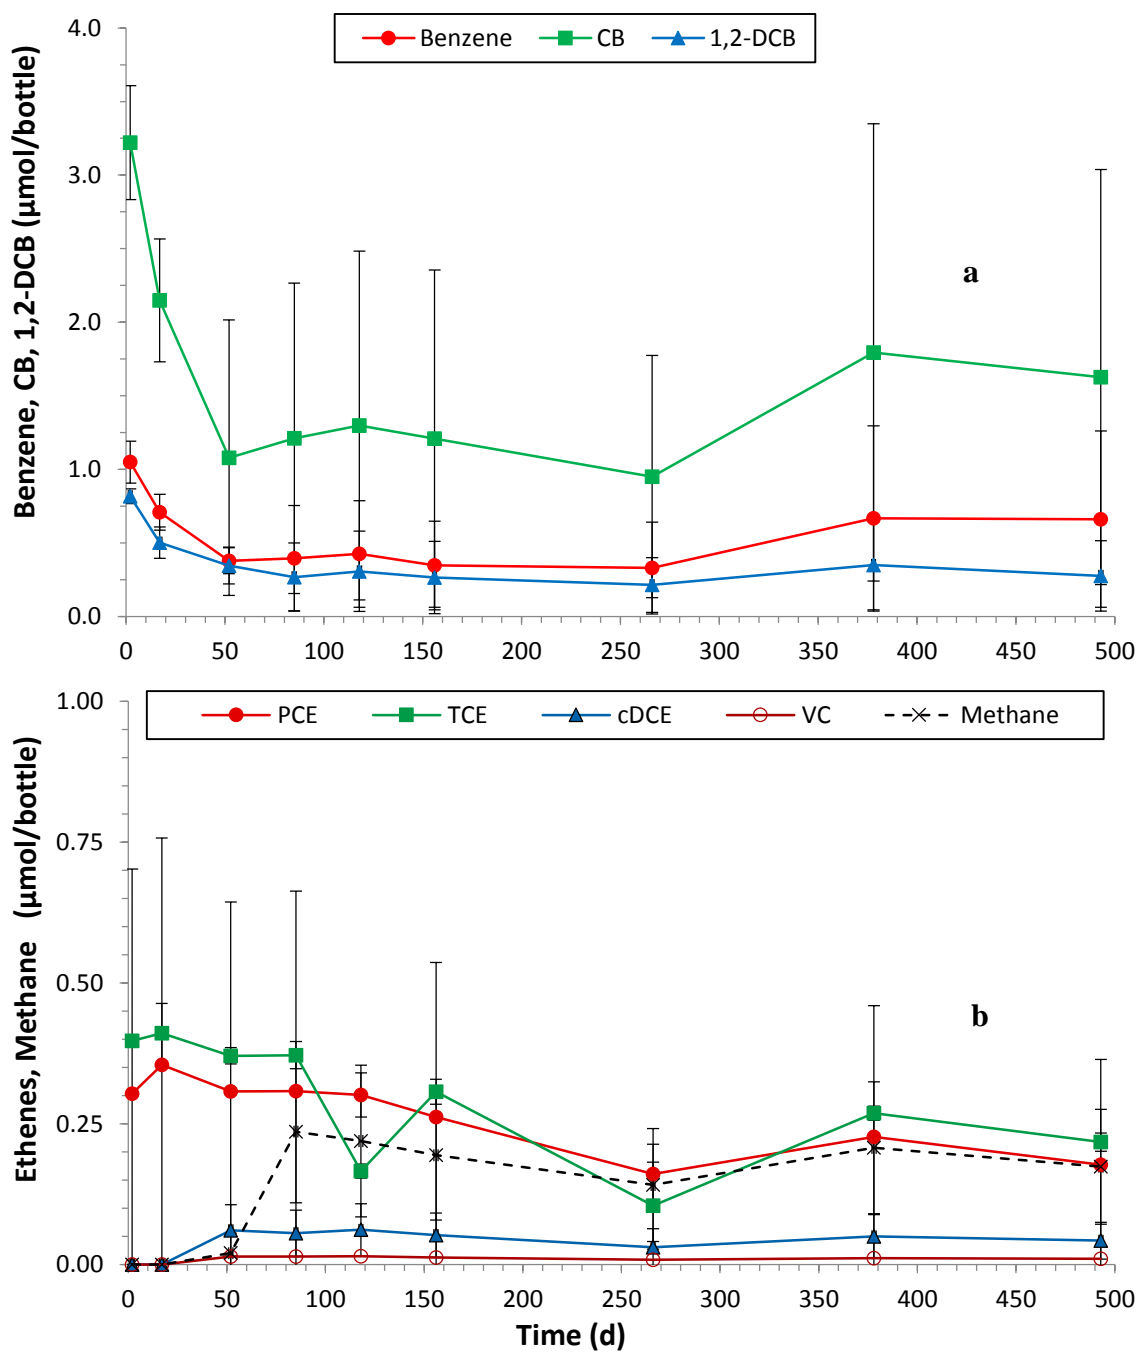 Benzene CB 1,2-DCB
Benzene, CB, 1,2-DCB (µmol/bottle)
4.0
3.0
2.0
1.0
0.0
a
0 50 100 150 200 250 300 350 400 450 500
PCE TCE cDCE VC Methane
Ethenes, Methane (µmol/bottle)
1.00
0.75
0.50
0.25
0.00
b
0 50 100 150 200 250 300 350 400 450 500
Time (d)